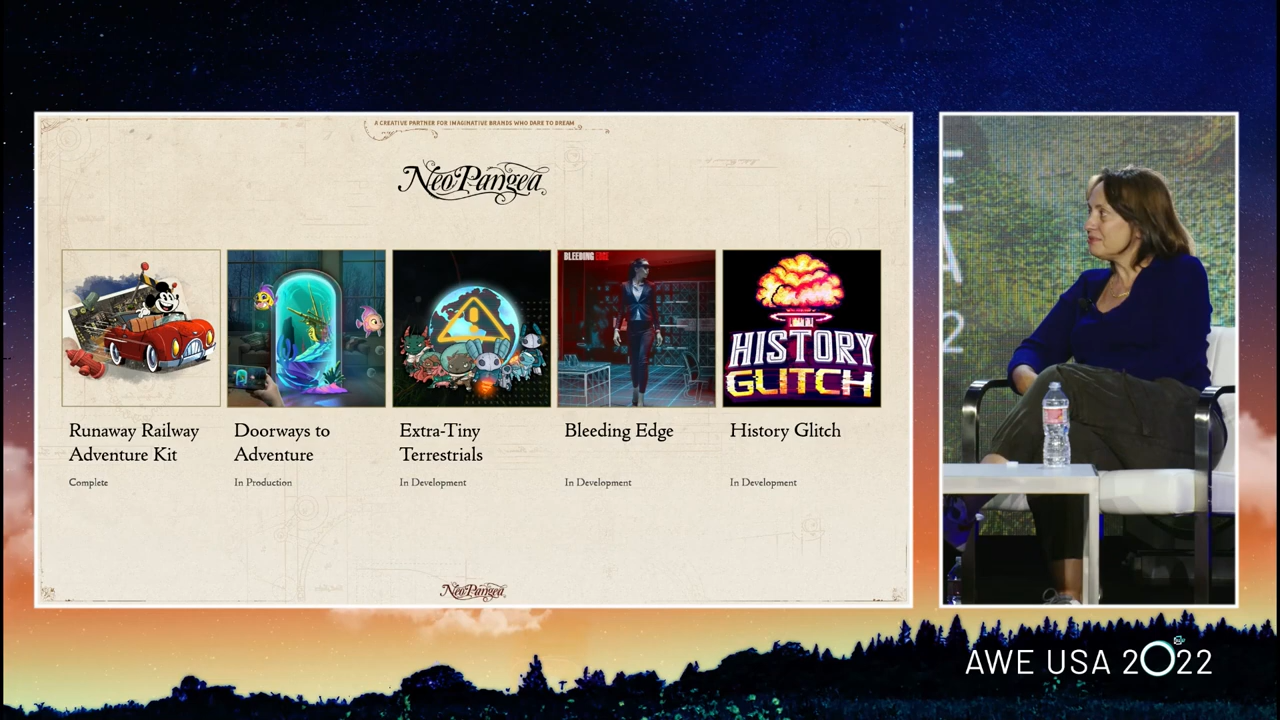 A CREATIVE PARTNER FOR IMAGINATIVE BRANDS WHO DARE TO DREAM
NeoPangea
BLEEDING EDGE
HISTORY
GLITCH
Runaway Railway
Adventure Kit
Complete
Doorways to
Adventure
In Production
Extra-Tiny
Terrestrials
In Development
Bleeding Edge
In Development
History Glitch
In Development
NeoPangea
A
2
AWE USA 2022